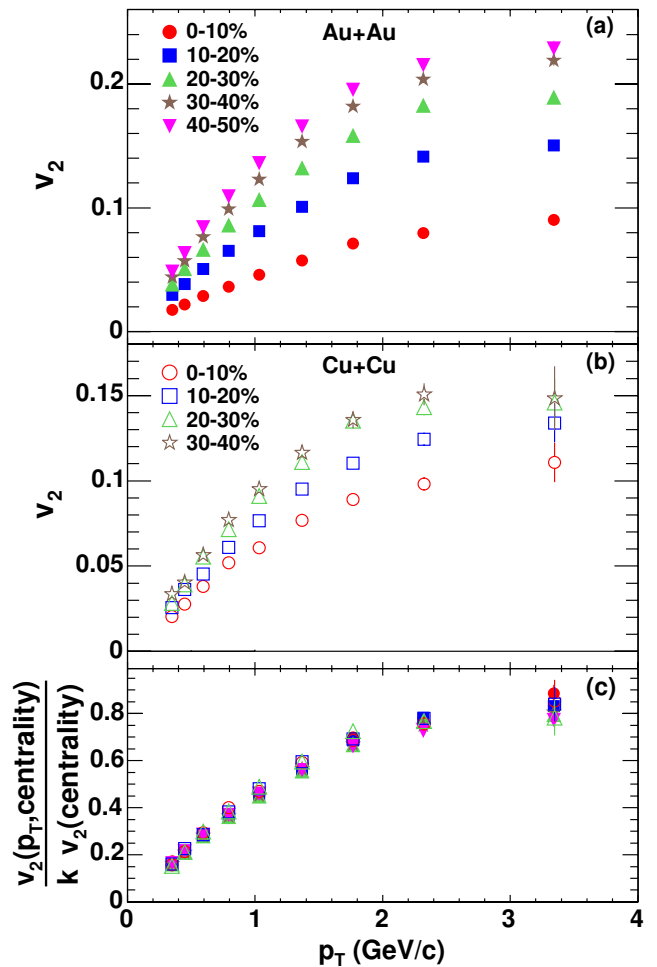 (a)
Au+Au
0-10%
10-20%
20-30%
30-40%
40-50%
0.2
0.1
0
v2
(b)
Cu+Cu
0-10%
10-20%
20-30%
30-40%
0.15
0.1
0.05
0
v2
(c)
0.8
0.6
0.4
0.2
0
v2(pT,centrality)
k v2(centrality)
0 1 2 3 4
pT (GeV/c)